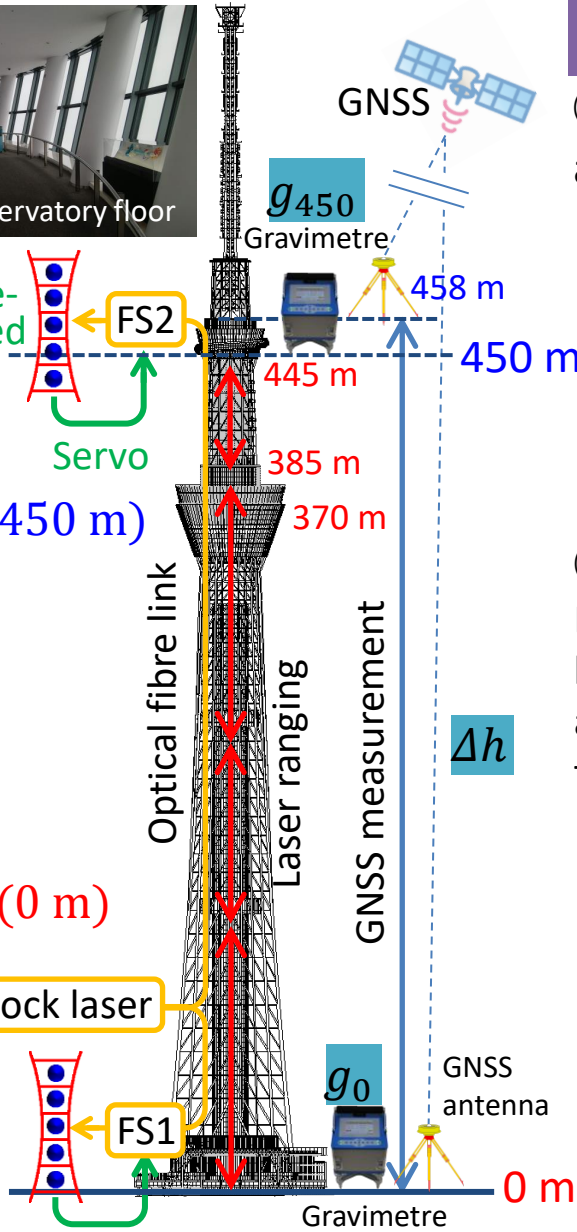 GNSS
servatory floor
g450
Gravimetre
FS2
458 m
450 m
445 m
Servo
385 m
450 m)
370 m
Optical fibre link
Laser ranging
GNSS measurement
Δh
(0 m)
ock laser
g0
GNSS
antenna
FS1
0 m
Gravimetre